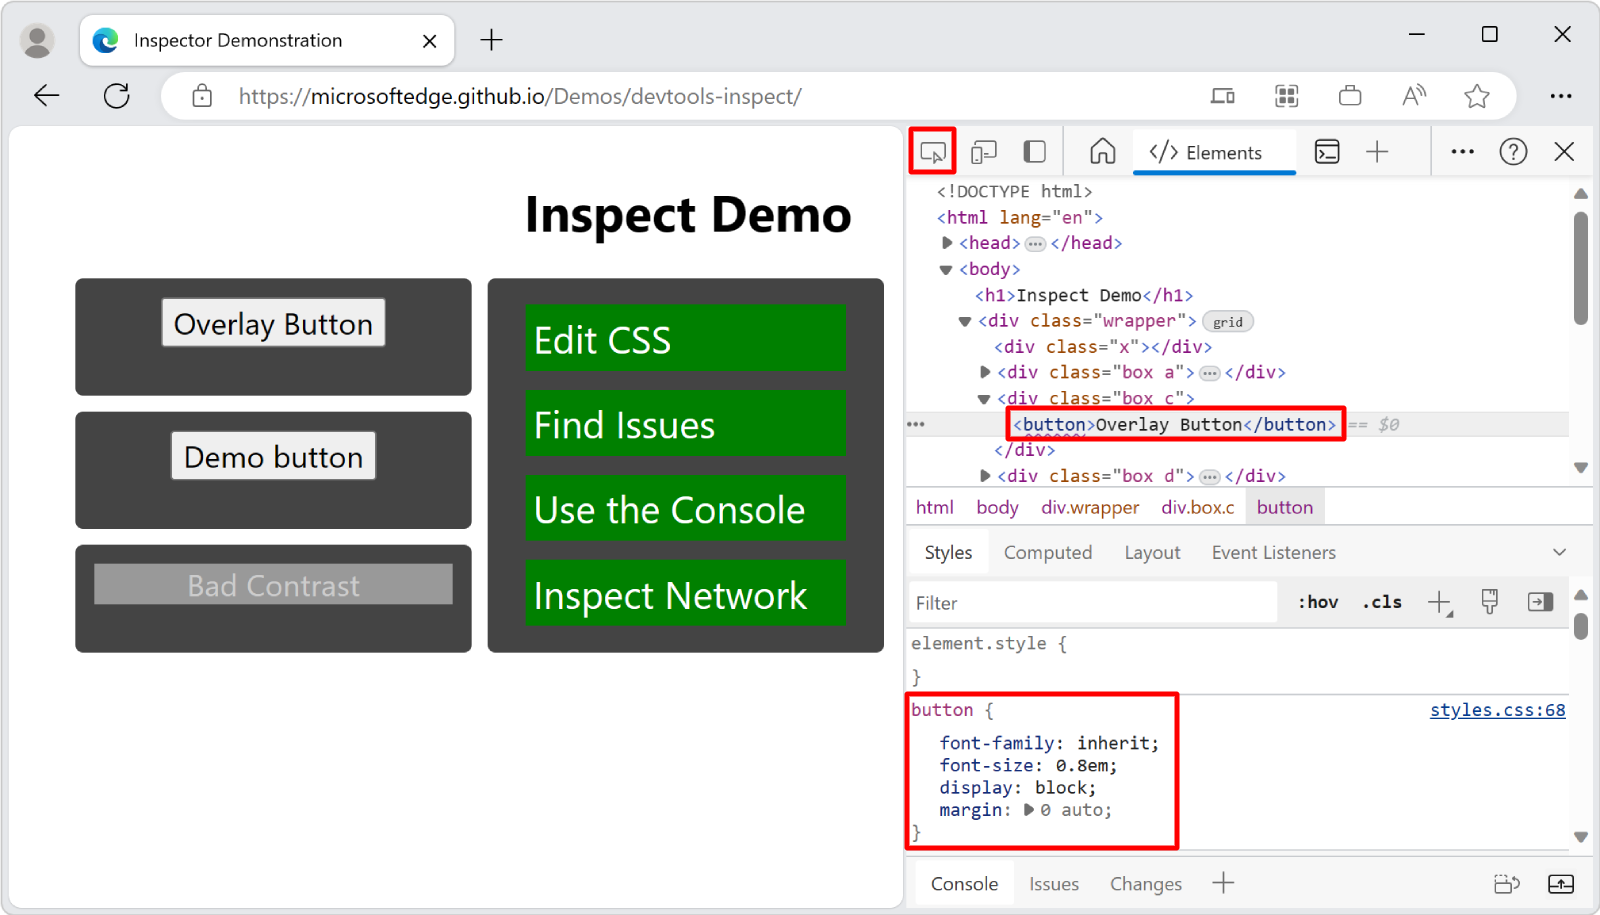 Inspector Demonstration
https://microsoftedge.github.io/Demos/devtools-inspect/
Inspect Demo
Overlay Button
Demo button
Bad Contrast
Edit CSS
Find Issues
Use the Console
Inspect Network
</> Elements
<!DOCTYPE html>
<html lang="en">
<head>…</head>
<body>
<h1>Inspect Demo</h1>
<div class="wrapper"> grid
<div class="x"></div>
<div class="box a">…</div>
<div class="box c">
<button>Overlay Button</button> == $0
</div>
<div class="box d">…</div>
html body div.wrapper div.box.c button
Styles Computed Layout Event Listeners
Filter :hov .cls
element.style {
}
button { styles.css:68
font-family: inherit;
font-size: 0.8em;
display: block;
margin: 0 auto;
}
Console Issues Changes